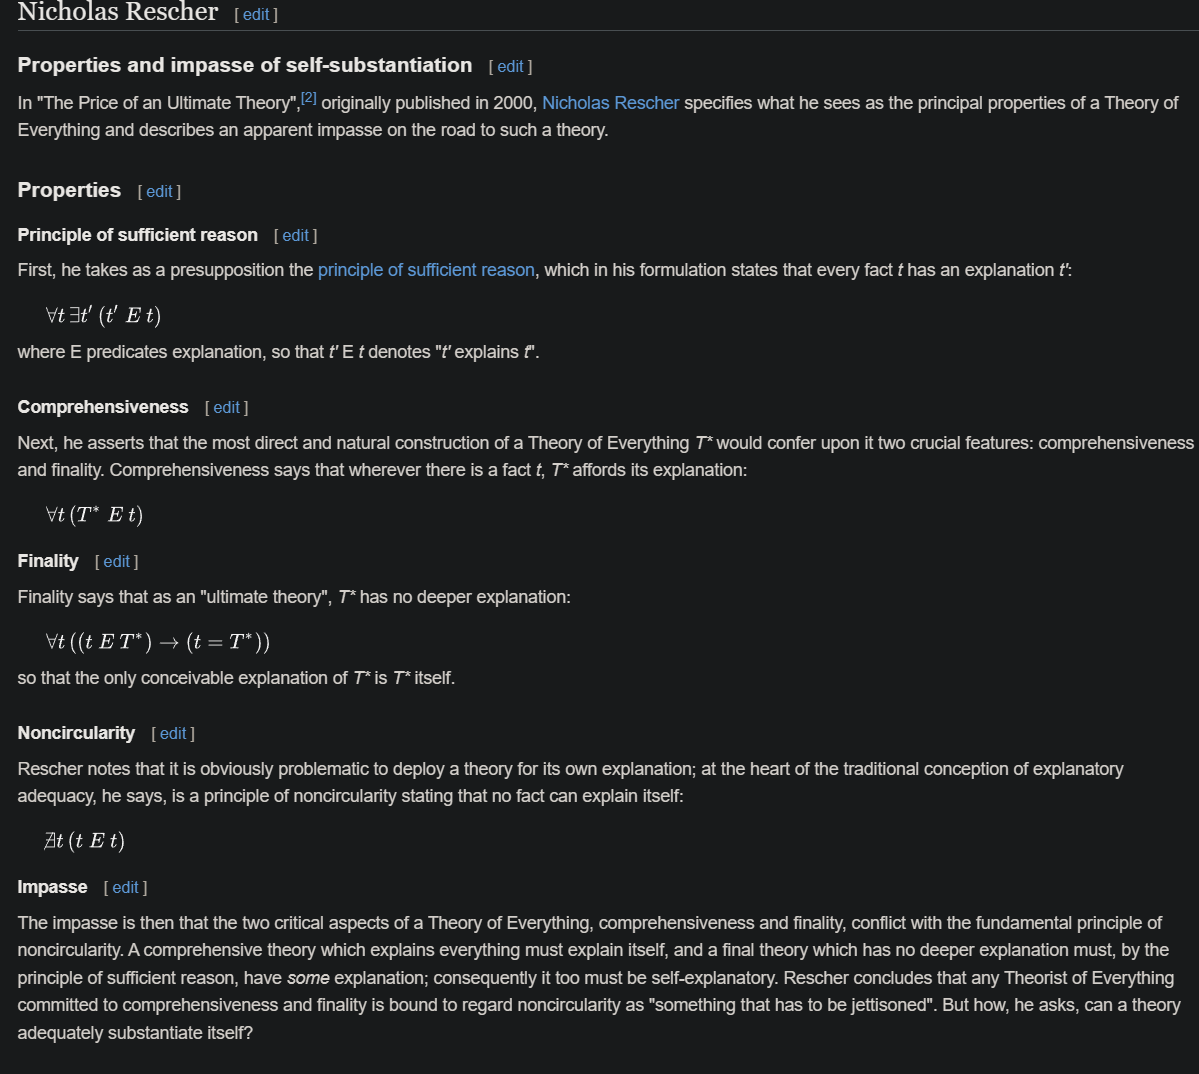 Nicholas Rescher [ edit ]
Properties and impasse of self-substantiation [ edit ]
In "The Price of an Ultimate Theory",[2] originally published in 2000, Nicholas Rescher specifies what he sees as the principal properties of a Theory of
Everything and describes an apparent impasse on the road to such a theory.
Properties [ edit ]
Principle of sufficient reason [ edit ]
First, he takes as a presupposition the principle of sufficient reason, which in his formulation states that every fact t has an explanation t':
∀t ∃t′ (t′ E t)
where E predicates explanation, so that t' E t denotes "t' explains t".
Comprehensiveness [ edit ]
Next, he asserts that the most direct and natural construction of a Theory of Everything T* would confer upon it two crucial features: comprehensiveness
and finality. Comprehensiveness says that wherever there is a fact t, T* affords its explanation:
∀t (T* E t)
Finality [ edit ]
Finality says that as an "ultimate theory", T* has no deeper explanation:
∀t ((t E T*) → (t = T*))
so that the only conceivable explanation of T* is T* itself.
Noncircularity [ edit ]
Rescher notes that it is obviously problematic to deploy a theory for its own explanation; at the heart of the traditional conception of explanatory
adequacy, he says, is a principle of noncircularity stating that no fact can explain itself:
∄t (t E t)
Impasse [ edit ]
The impasse is then that the two critical aspects of a Theory of Everything, comprehensiveness and finality, conflict with the fundamental principle of
noncircularity. A comprehensive theory which explains everything must explain itself, and a final theory which has no deeper explanation must, by the
principle of sufficient reason, have some explanation; consequently it too must be self-explanatory. Rescher concludes that any Theorist of Everything
committed to comprehensiveness and finality is bound to regard noncircularity as "something that has to be jettisoned". But how, he asks, can a theory
adequately substantiate itself?